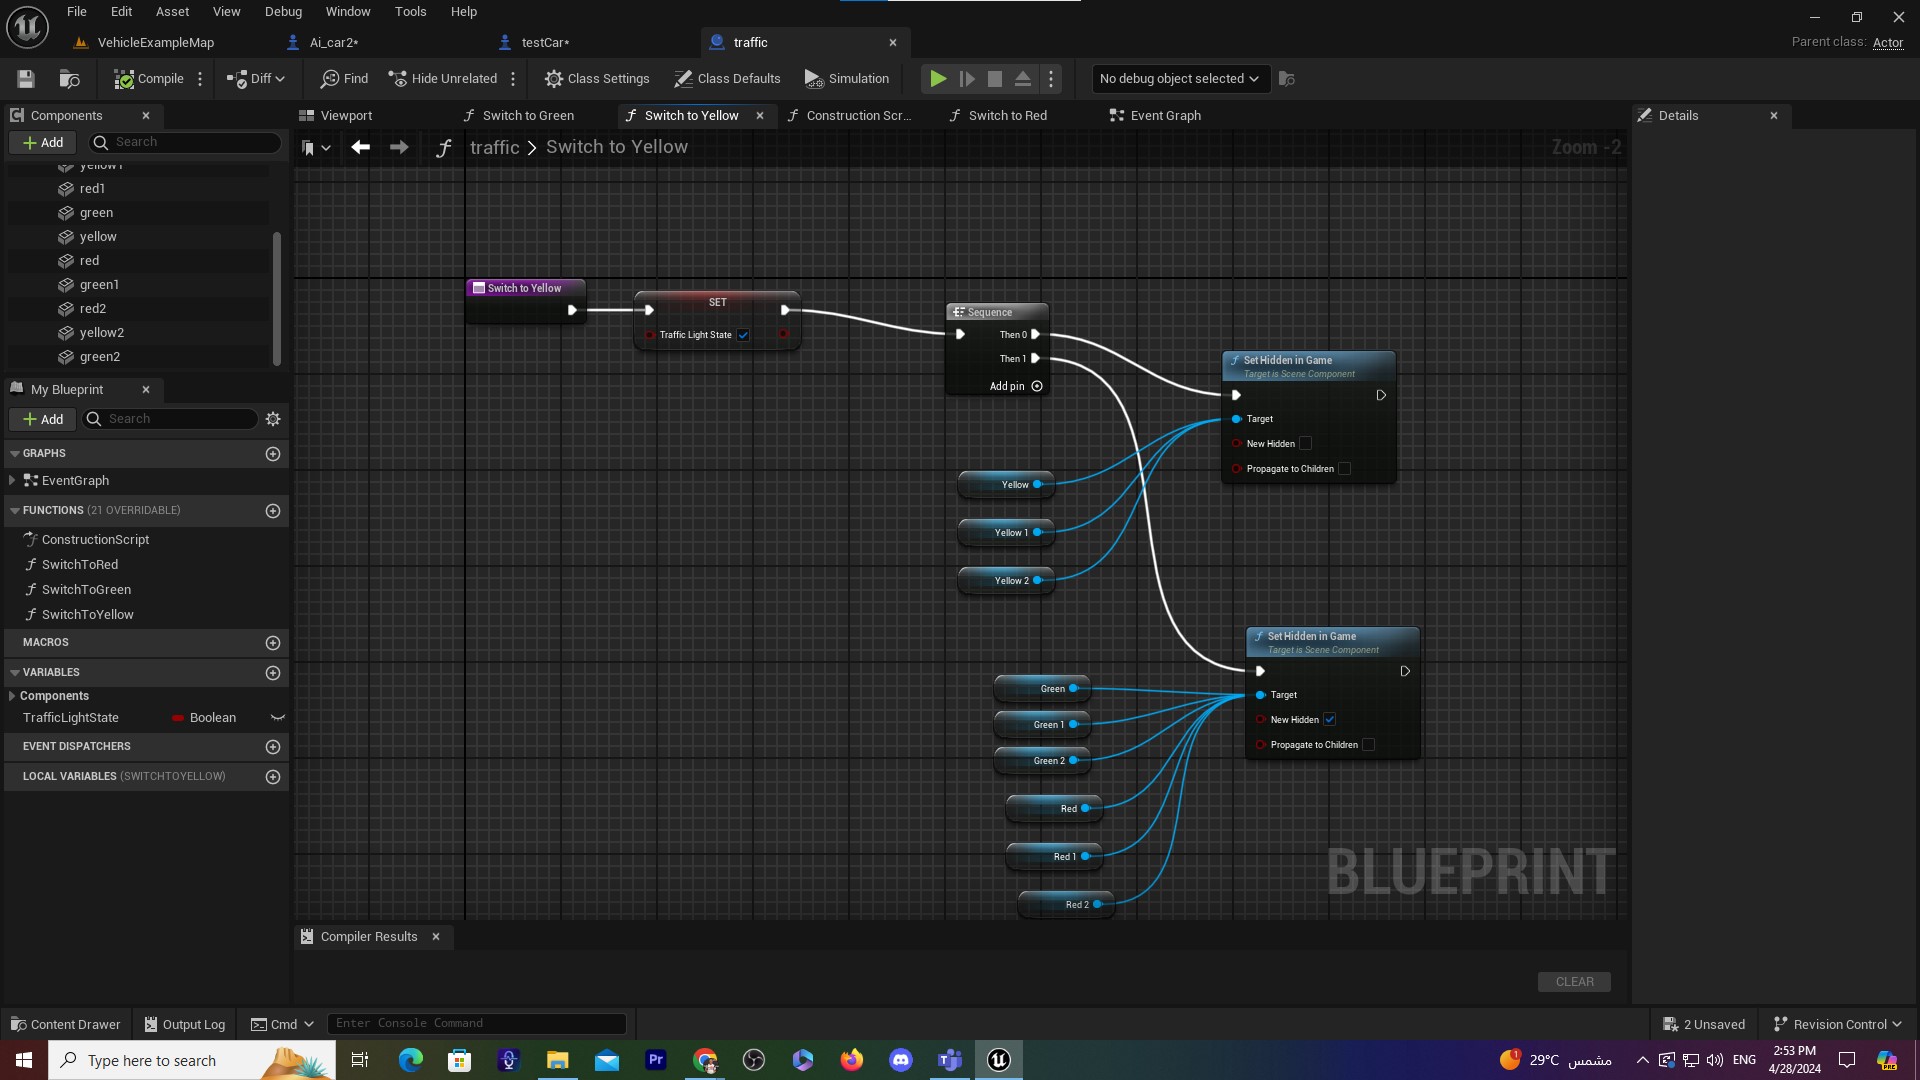 File Edit Asset View Debug Window Tools Help
VehicleExampleMap Ai_car2* testCar* traffic
Parent class: Actor
Compile Diff Find Hide Unrelated Class Settings Class Defaults Simulation No debug object selected
Components
Add Search
yellow1
red1
green
yellow
red
green1
red2
yellow2
green2
My Blueprint
Add Search
GRAPHS
EventGraph
FUNCTIONS (21 OVERRIDABLE)
ConstructionScript
SwitchToRed
SwitchToGreen
SwitchToYellow
MACROS
VARIABLES
Components
TrafficLightState Boolean
EVENT DISPATCHERS
LOCAL VARIABLES (SWITCHTOYELLOW)
Viewport Switch to Green Switch to Yellow Construction Scr... Switch to Red Event Graph
traffic > Switch to Yellow
Zoom -2
Switch to Yellow
SET
Traffic Light State
Sequence
Then 0
Then 1
Add pin
Set Hidden in Game
Target is Scene Component
Target
New Hidden
Propagate to Children
Yellow
Yellow 1
Yellow 2
Set Hidden in Game
Target is Scene Component
Target
New Hidden
Propagate to Children
Green
Green 1
Green 2
Red
Red 1
Red 2
BLUEPRINT
Details
Compiler Results
CLEAR
Content Drawer Output Log Cmd Enter Console Command 2 Unsaved Revision Control
Type here to search
Pr
1
29°C مشمس
ENG
2:53 PM
4/28/2024
PRE